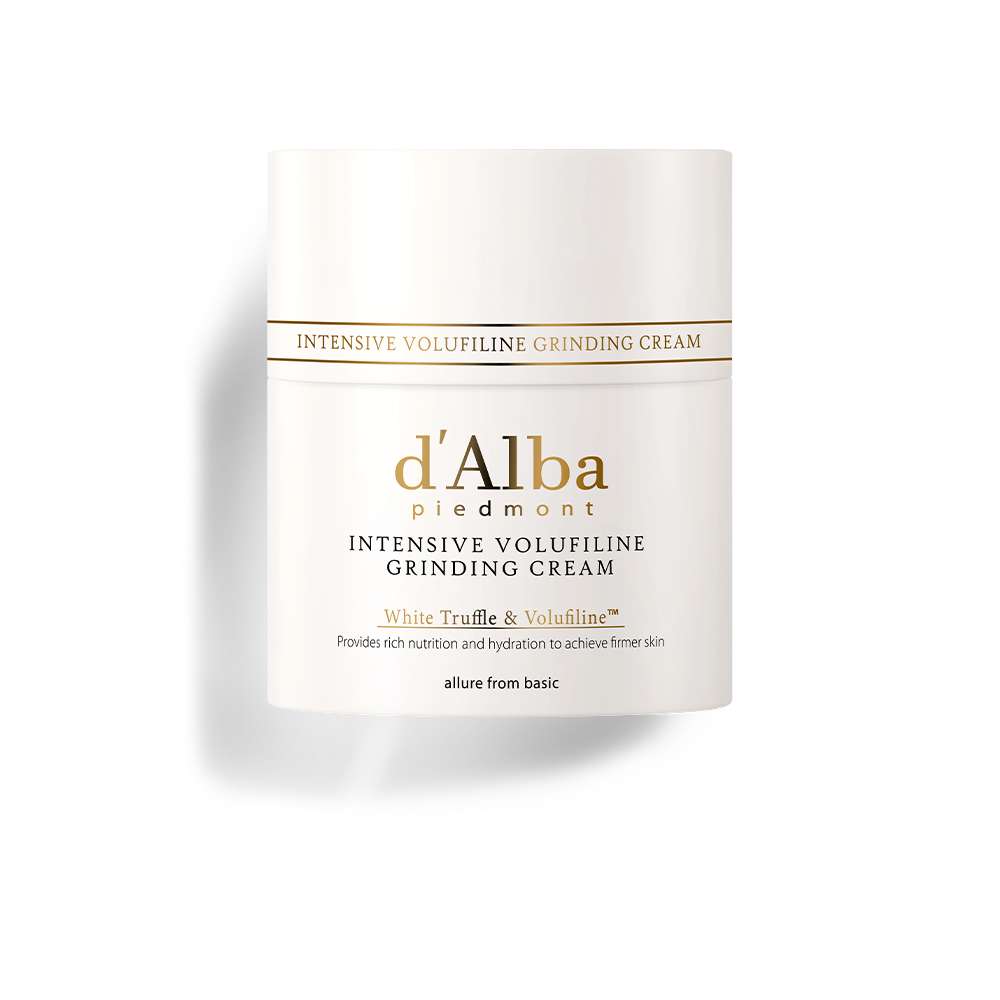 INTENSIVE VOLUFILINE GRINDING CREAM
d'Alba
piedmont
INTENSIVE VOLUFILINE
GRINDING CREAM
White Truffle & Volufiline™
Provides rich nutrition and hydration to achieve firmer skin
allure from basic